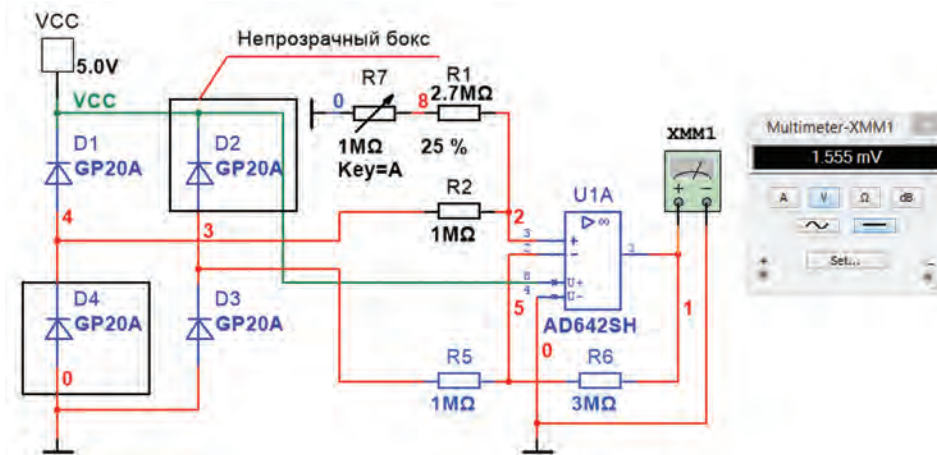 VCC
5.0V
Непрозрачный бокс
VCC
R7
0
8
R1
2.7MΩ
1MΩ
Key=A
25 %
D1
GP20A
D2
GP20A
XMM1
+
−
Multimeter-XMM1
1.555 mV
A
V
Ω
dB
Set...
+
−
4
3
R2
1MΩ
2
U1A
3
+
2
−
∞
8
U+
4
U−
1
AD642SH
5
0
1
D4
GP20A
D3
GP20A
0
R5
1MΩ
R6
3MΩ